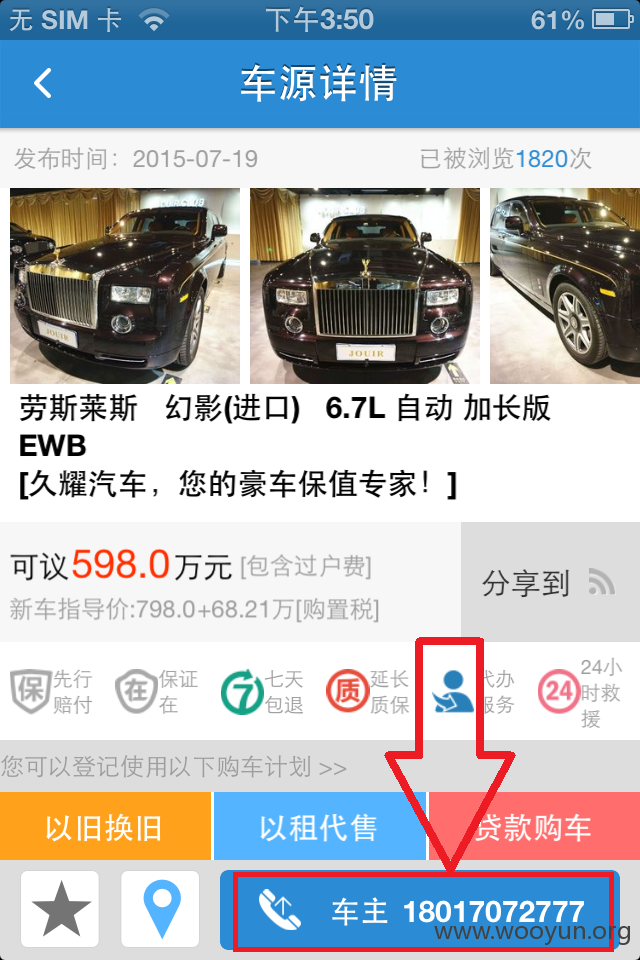 无 SIM 卡 下午3:50 61%
车源详情
发布时间：2015-07-19 已被浏览1820次
JOUIR JOUIR
劳斯莱斯 幻影(进口) 6.7L 自动 加长版
EWB
[久耀汽车，您的豪车保值专家！]
可议598.0万元 [包含过户费]
分享到
新车指导价:798.0+68.21万[购置税]
保 先行赔付
在 保证在
7 七天包退
质 延长质保
代办服务
24 24小时救援
您可以登记使用以下购车计划 >>
以旧换旧 以租代售 贷款购车
车主 18017072777
www.wooyun.org